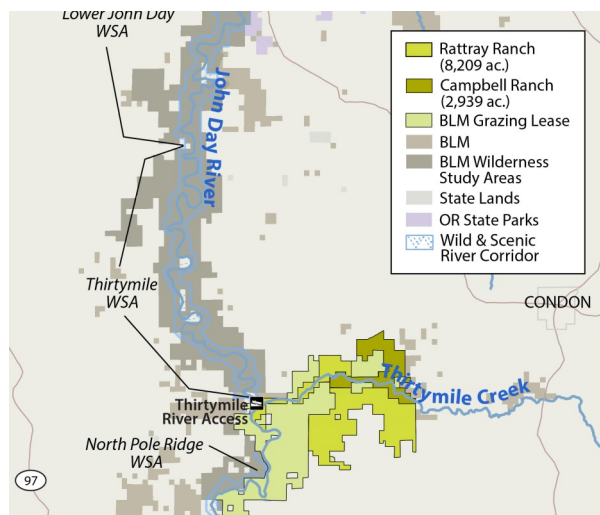 Lower John Day
WSA
John Day River
Rattray Ranch
(8,209 ac.)
Campbell Ranch
(2,939 ac.)
BLM Grazing Lease
BLM
BLM Wilderness
Study Areas
State Lands
OR State Parks
Wild & Scenic
River Corridor
Thirtymile
WSA
CONDON
Thirtymile Creek
Thirtymile
River Access
North Pole Ridge
WSA
97